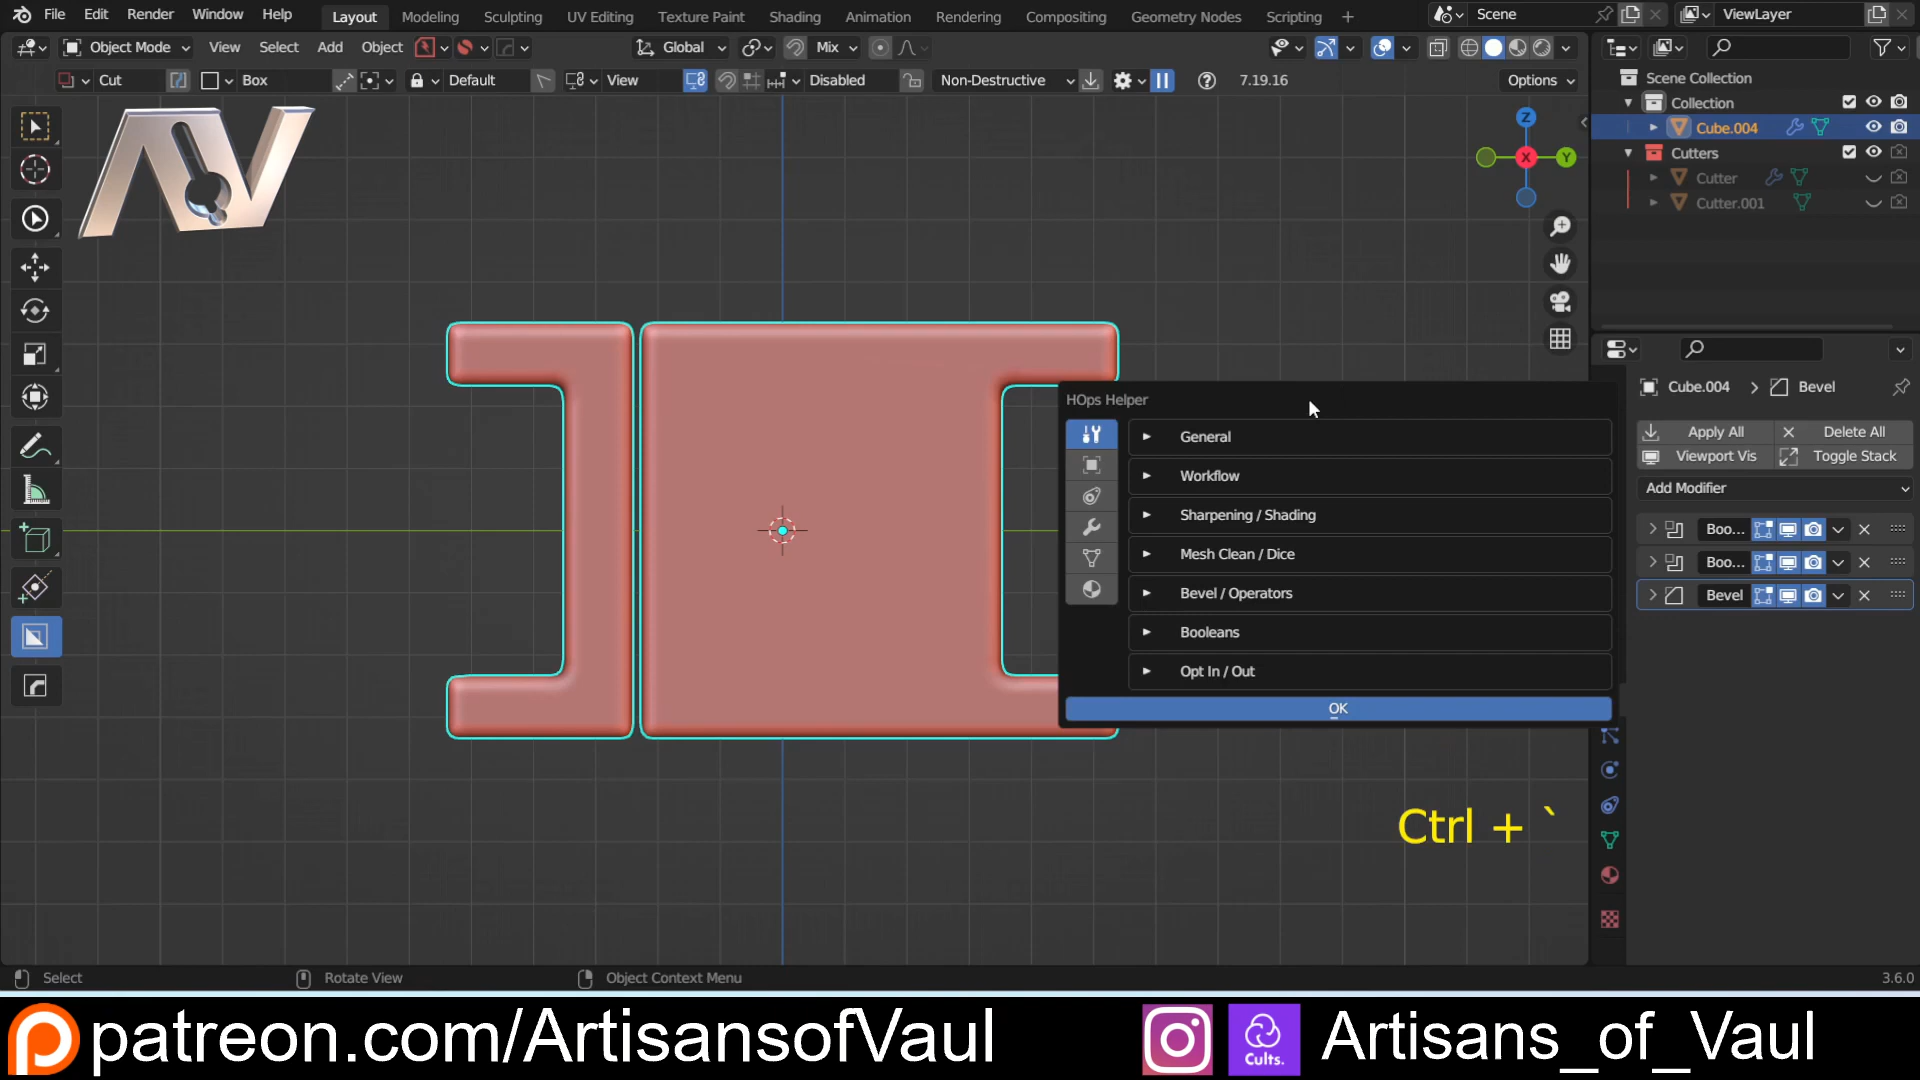 File Edit Render Window Help Layout Modeling Sculpting UV Editing Texture Paint Shading Animation Rendering Compositing Geometry Nodes Scripting + Scene ViewLayer
Object Mode View Select Add Object Global Mix
Cut Box Default View Disabled Non-Destructive 7.19.16 Options
Scene Collection
Collection
Cube.004
Cutters
Cutter
Cutter.001
Z
X
Y
Cube.004 > Bevel
Apply All Delete All
Viewport Vis Toggle Stack
Add Modifier
Boo...
Boo...
Bevel
HOps Helper
General
Workflow
Sharpening / Shading
Mesh Clean / Dice
Bevel / Operators
Booleans
Opt In / Out
OK
Ctrl + `
Select Rotate View Object Context Menu 3.6.0
patreon.com/ArtisansofVaul Cults. Artisans_of_Vaul